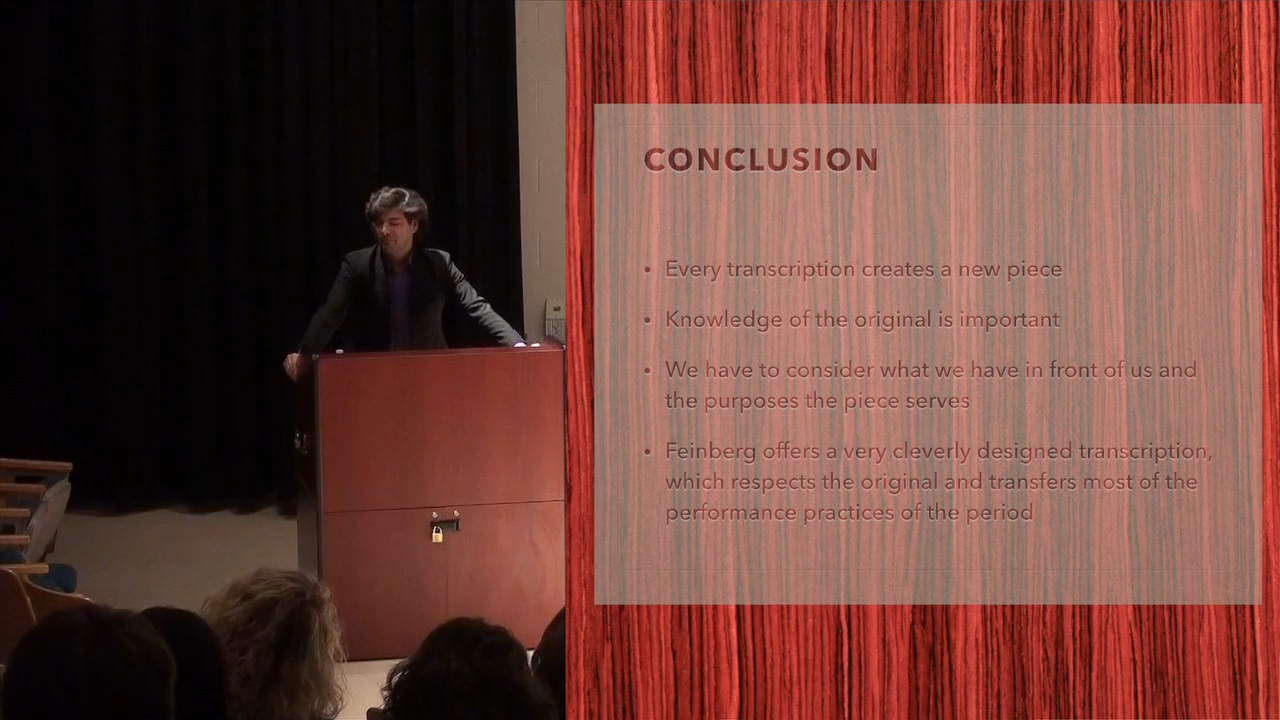 CONCLUSION
• Every transcription creates a new piece
• Knowledge of the original is important
• We have to consider what we have in front of us and
the purposes the piece serves
• Feinberg offers a very cleverly designed transcription,
which respects the original and transfers most of the
performance practices of the period